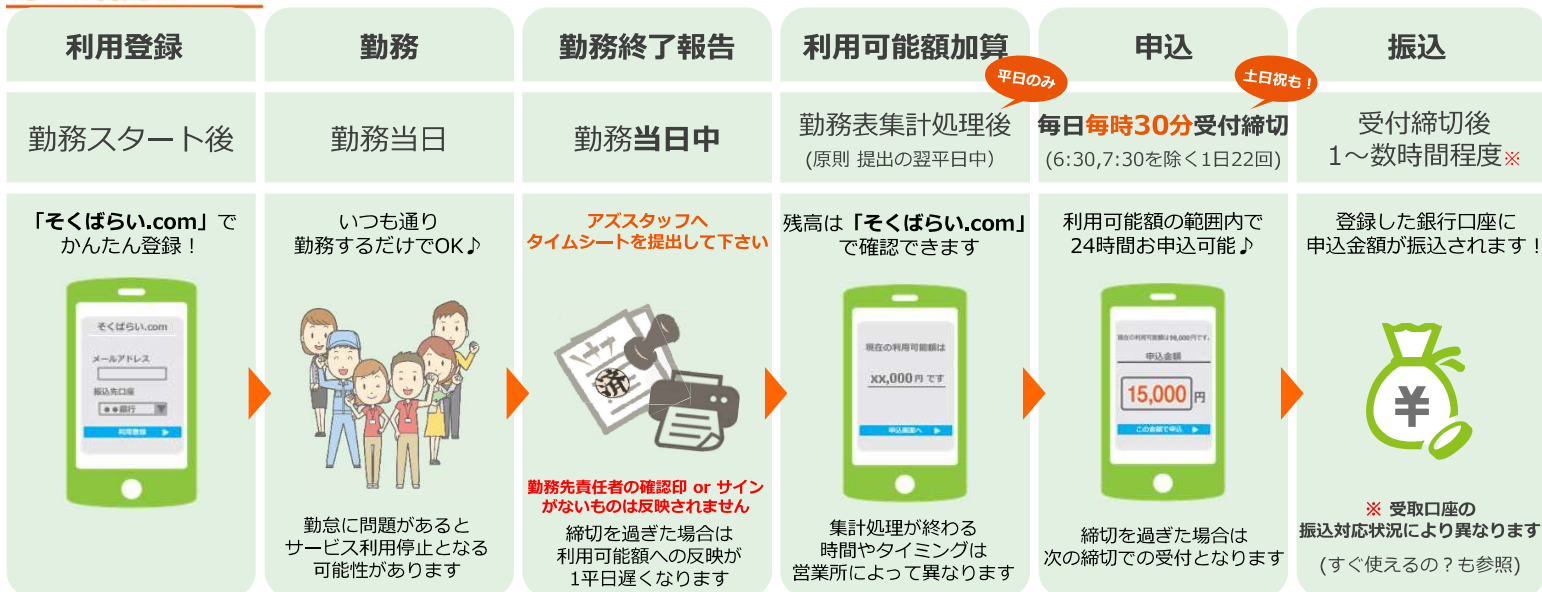 利用登録
勤務スタート後
「そくばらい.com」で
かんたん登録！
そくばらい.com
メールアドレス
振込先口座
●●銀行
利用登録
勤務
勤務当日
いつも通り
勤務するだけでOK♪
勤怠に問題があると
サービス利用停止となる
可能性があります
勤務終了報告
勤務当日中
アズスタッフへ
タイムシートを提出して下さい
済
勤務先責任者の確認印 or サイン
がないものは反映されません
締切を過ぎた場合は
利用可能額への反映が
1平日遅くなります
利用可能額加算
平日のみ
勤務表集計処理後
(原則 提出の翌平日中）
残高は「そくばらい.com」
で確認できます
現在の利用可能額は
xx,000 円 です
申込画面へ
集計処理が終わる
時間やタイミングは
営業所によって異なります
申込
土日祝も！
毎日毎時30分受付締切
(6:30,7:30を除く1日22回)
利用可能額の範囲内で
24時間お申込可能♪
現在の利用可能額は98,000円です。
申込金額
15,000 円
この金額で申込
締切を過ぎた場合は
次の締切での受付となります
振込
受付締切後
1～数時間程度※
登録した銀行口座に
申込金額が振込されます！
¥
※ 受取口座の
振込対応状況により異なります
(すぐ使えるの？も参照)